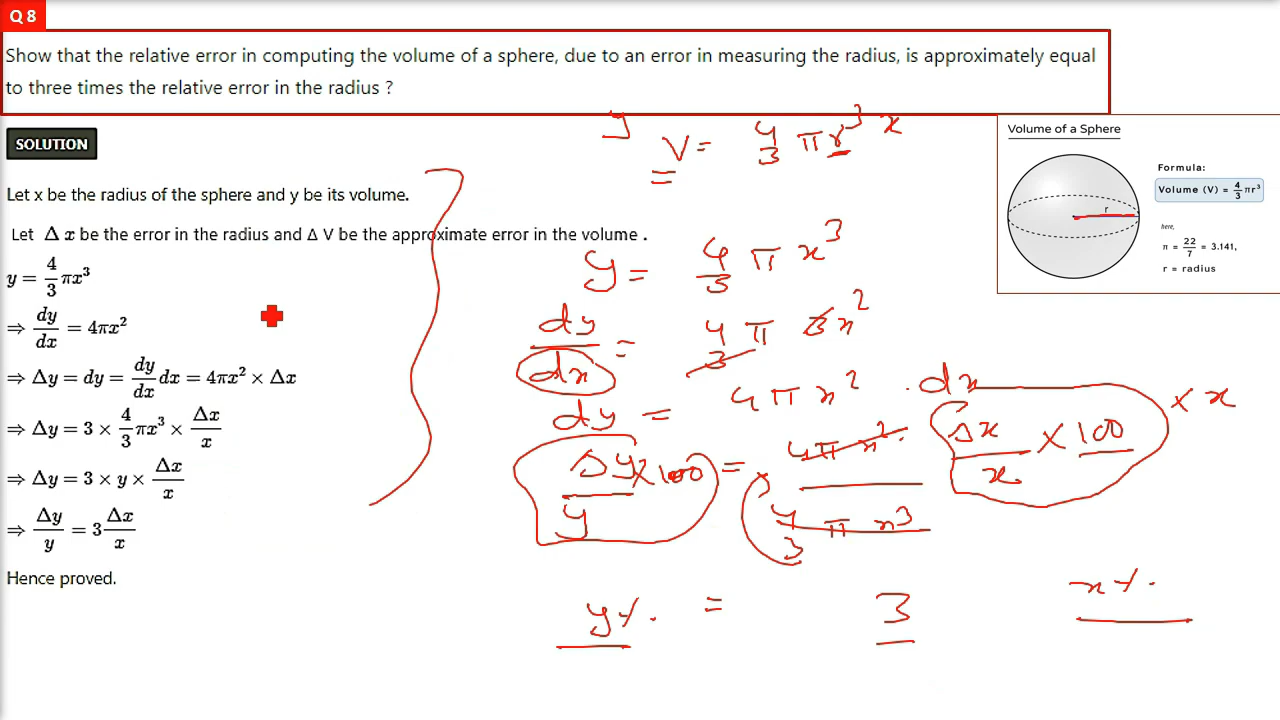 Q 8
Show that the relative error in computing the volume of a sphere, due to an error in measuring the radius, is approximately equal
to three times the relative error in the radius ?
SOLUTION
Let x be the radius of the sphere and y be its volume.
Let Δ x be the error in the radius and Δ V be the approximate error in the volume .
y = 4/3 πx³
⇒ dy/dx = 4πx²
⇒ Δy = dy = dy/dx dx = 4πx² × Δx
⇒ Δy = 3 × 4/3 πx³ × Δx/x
⇒ Δy = 3 × y × Δx/x
⇒ Δy/y = 3 Δx/x
Hence proved.
y V = 4/3 π r³ x
y = 4/3 π x³
dy/dx = 4/3 π 3x²
dy = 4 π x² . dx
Δy/y × 100 = 4πx² / 4/3 π x³ Δx/x × 100 × x
y %. = 3 x %.
Volume of a Sphere
r
Formula:
Volume (V) = 4/3 πr³
here,
π = 22/7 = 3.141,
r = radius